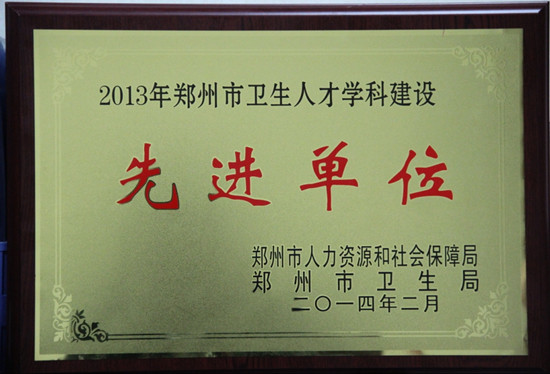 2013年郑州市卫生人才学科建设
先进单位
郑州市人力资源和社会保障局
郑州市卫生局
二〇一四年二月